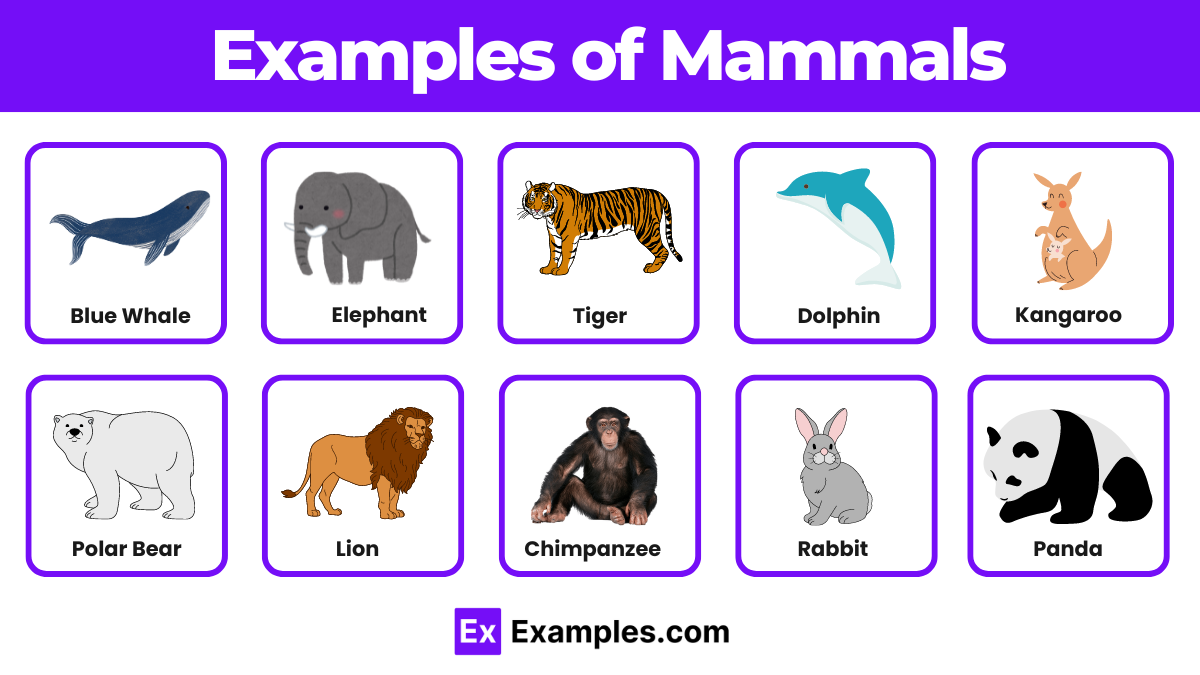 Examples of Mammals
Blue Whale
Elephant
Tiger
Dolphin
Kangaroo
Polar Bear
Lion
Chimpanzee
Rabbit
Panda
Ex Examples.com